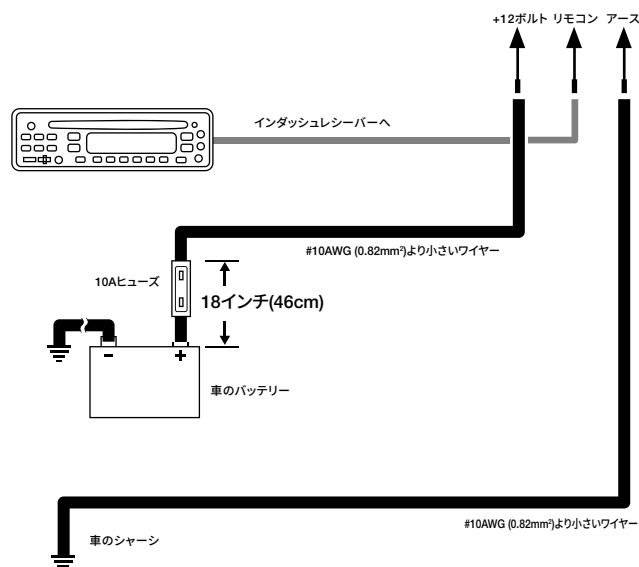 +12ボルト リモコン アース
インダッシュレシーバーへ
#10AWG (0.82mm²)より小さいワイヤー
10Aヒューズ
18インチ(46cm)
− +
車のバッテリー
#10AWG (0.82mm²)より小さいワイヤー
車のシャーシ